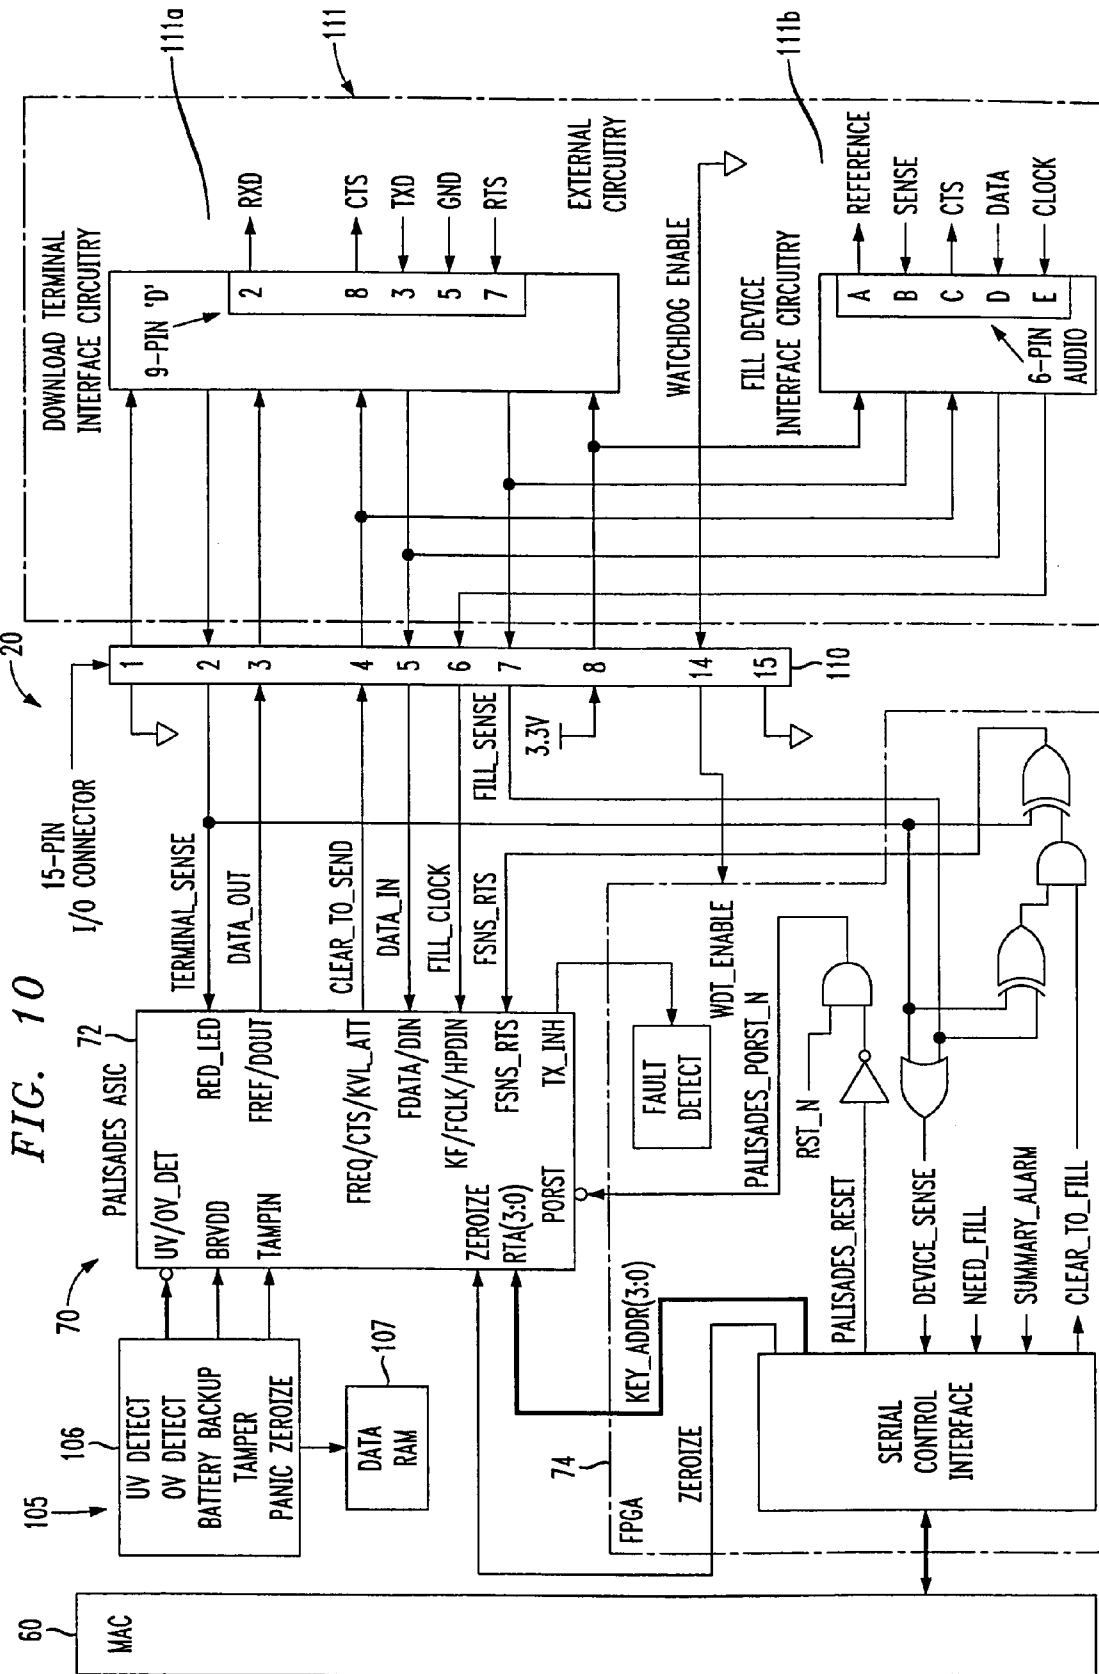 FIG. 10
20
60
MAC
105
106
UV DETECT
OV DETECT
BATTERY BACKUP
TAMPER
PANIC ZEROIZE
107
DATA
RAM
70
PALISADES ASIC
72
UV/OV_DET
BRVDD
TAMPIN
ZEROIZE
RTA(3:0)
PORST
RED_LED
FREF/DOUT
FREQ/CTS/KVL_ATT
FDATA/DIN
KF/FCLK/HPDIN
FSNS_RTS
TX_INH
15-PIN
I/O CONNECTOR
TERMINAL_SENSE
DATA_OUT
CLEAR_TO_SEND
DATA_IN
FILL_CLOCK
FSNS_RTS
FILL_SENSE
3.3V
1
2
3
4
5
6
7
8
14
15
110
DOWNLOAD TERMINAL
INTERFACE CIRCUITRY
9-PIN 'D'
2
8
3
5
7
RXD
CTS
TXD
GND
RTS
111a
111
EXTERNAL
CIRCUITRY
WATCHDOG ENABLE
FILL DEVICE
INTERFACE CIRCUITRY
6-PIN
AUDIO
A
B
C
D
E
REFERENCE
SENSE
CTS
DATA
CLOCK
111b
74
FPGA
ZEROIZE
KEY_ADDR(3:0)
FAULT
DETECT
WDT_ENABLE
PALISADES_PORST_N
RST_N
PALISADES_RESET
DEVICE_SENSE
NEED_FILL
SUMMARY_ALARM
CLEAR_TO_FILL
SERIAL
CONTROL
INTERFACE